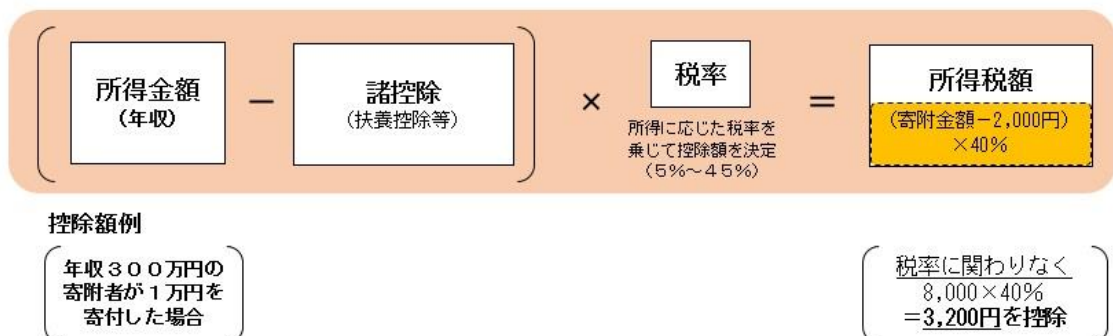 所得金額
(年収)
－
諸控除
(扶養控除等)
×
税率
所得に応じた税率を
乗じて控除額を決定
(5%～45%)
＝
所得税額
(寄附金額－2,000円)
×40%
控除額例
年収３００万円の
寄附者が１万円を
寄付した場合
税率に関わりなく
8,000×40%
＝3,200円を控除